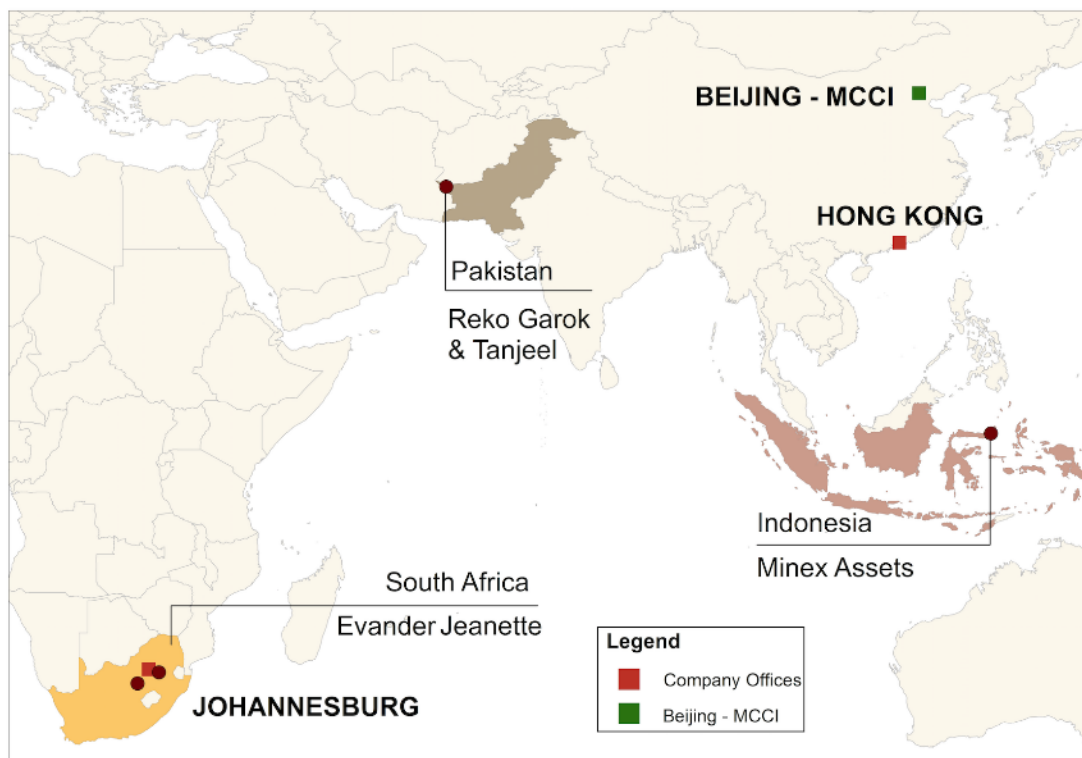 BEIJING - MCCI
HONG KONG
Pakistan
Reko Garok
& Tanjeel
Indonesia
Minex Assets
South Africa
Evander Jeanette
JOHANNESBURG
Legend
Company Offices
Beijing - MCCI